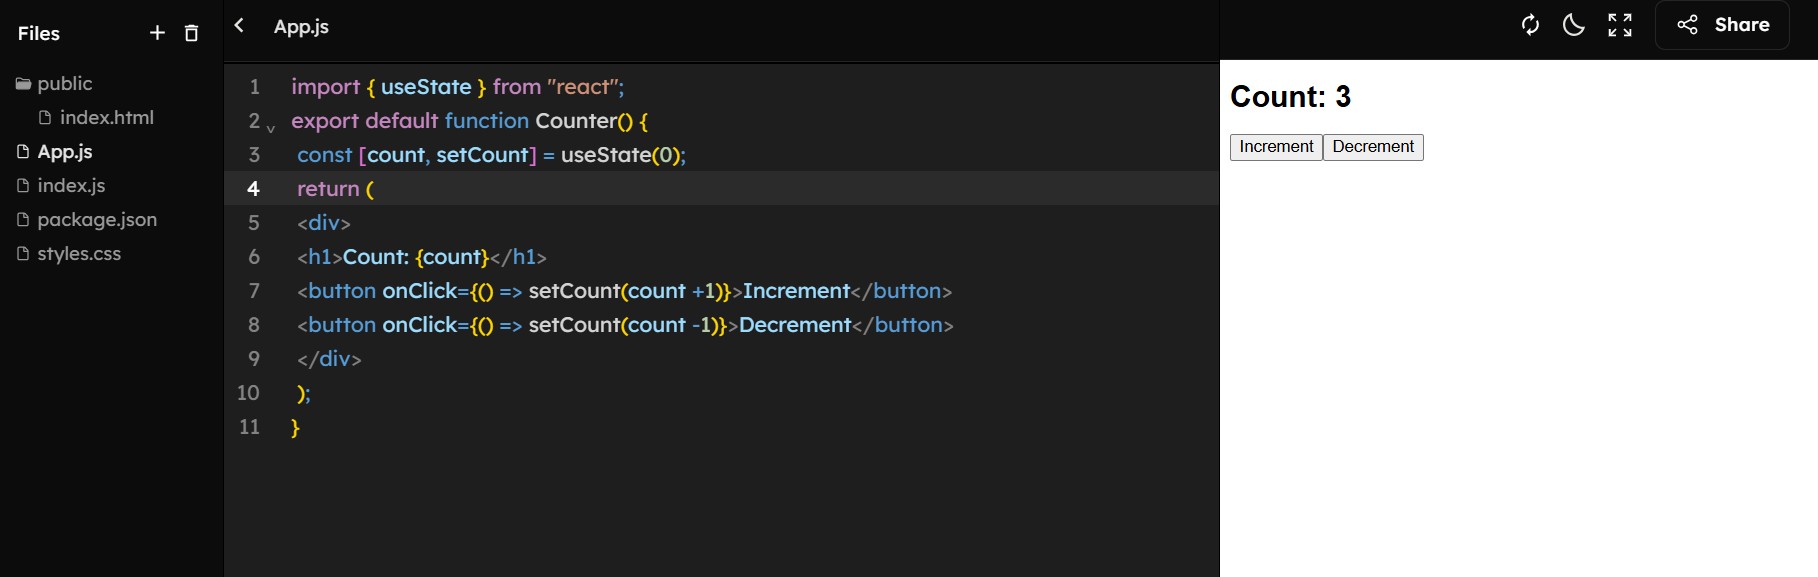 Files
public
index.html
App.js
index.js
package.json
styles.css
App.js
1 import { useState } from "react";
2 export default function Counter() {
3 const [count, setCount] = useState(0);
4 return (
5 <div>
6 <h1>Count: {count}</h1>
7 <button onClick={() => setCount(count +1)}>Increment</button>
8 <button onClick={() => setCount(count -1)}>Decrement</button>
9 </div>
10 );
11 }
Share
Count: 3
Increment Decrement